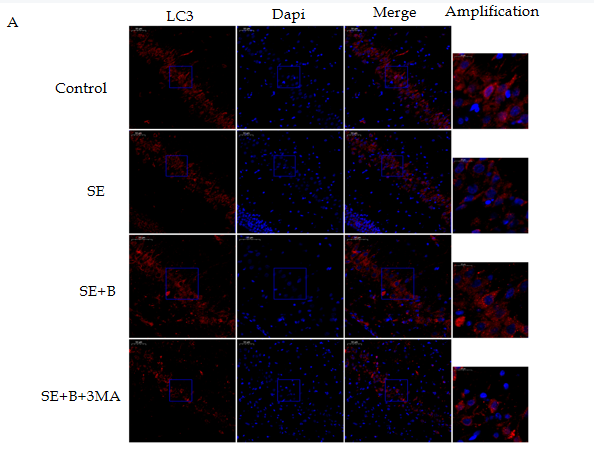 A
LC3 Dapi Merge Amplification
Control
SE
SE+B
SE+B+3MA